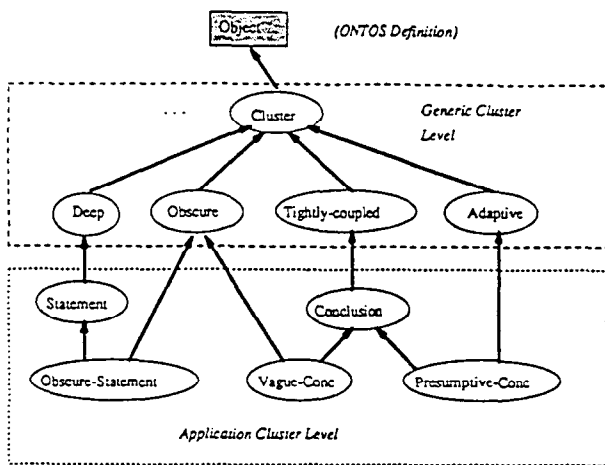 Object
(ONTOS Definition)
...
Cluster
Generic Cluster
Level
Deep
Obscure
Tightly-coupled
Adaptive
Statement
Conclusion
Obscure-Statement
Vague-Conc
Presumptive-Conc
Application Cluster Level